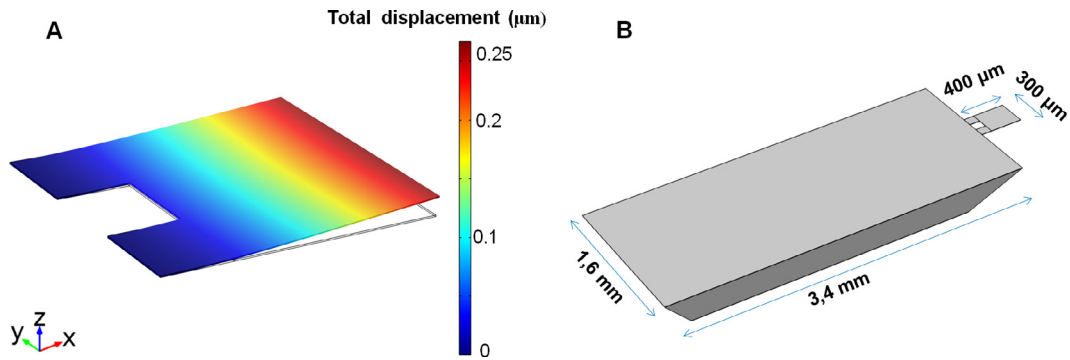 A
Total displacement (μm)
0.25
0.2
0.1
0
z
y
x
B
400 μm
300 μm
1,6 mm
3,4 mm